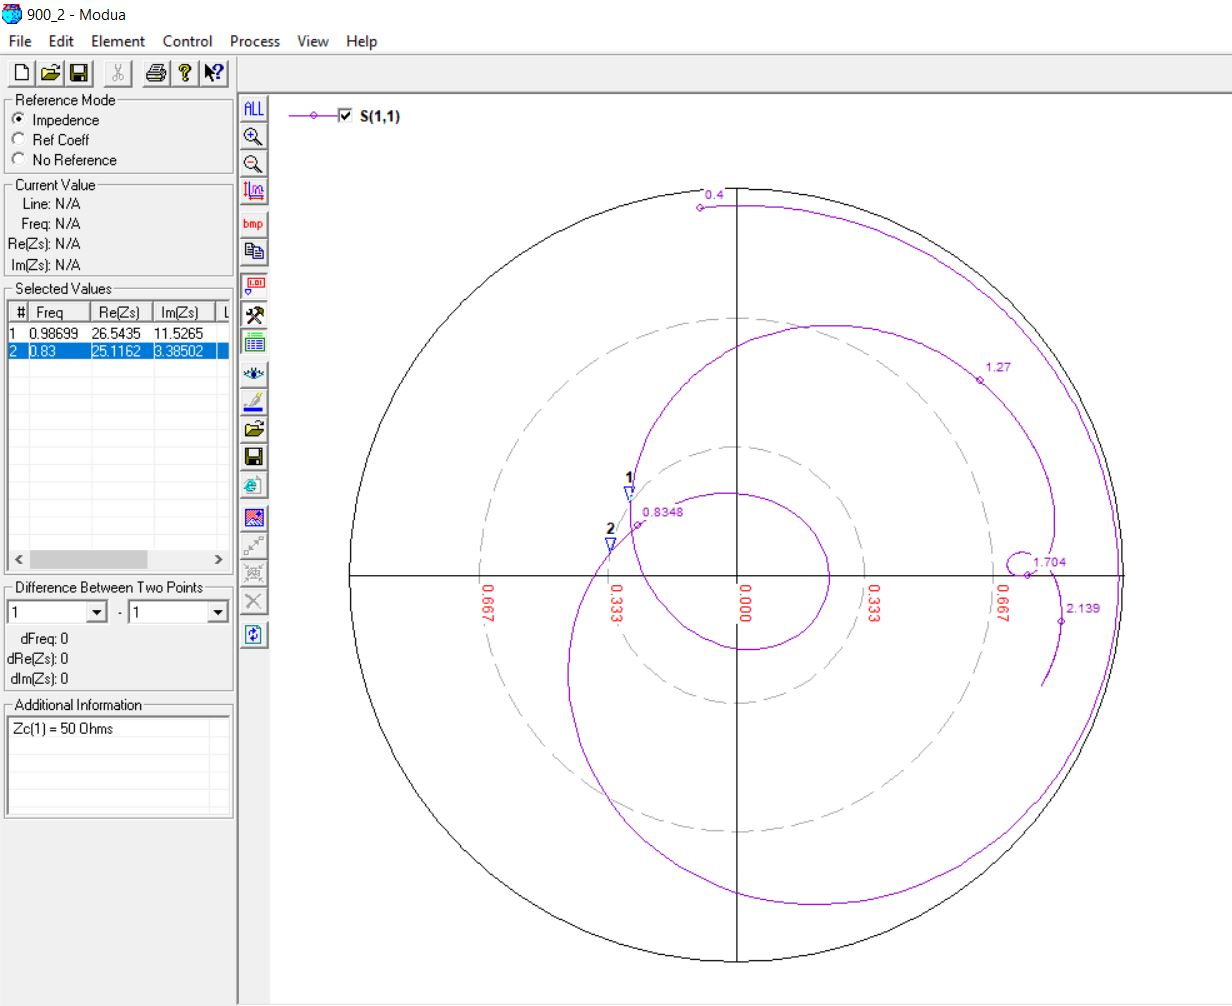 900_2 - Modua
File Edit Element Control Process View Help
Reference Mode
Impedence
Ref Coeff
No Reference
Current Value
Line: N/A
Freq: N/A
Re(Zs): N/A
Im(Zs): N/A
Selected Values
# Freq Re(Zs) Im(Zs) L
1 0.98699 26.5435 11.5265
2 0.83 25.1162 3.38502
Difference Between Two Points
1 - 1
dFreq: 0
dRe(Zs): 0
dIm(Zs): 0
Additional Information
Zc(1) = 50 Ohms
ALL
bmp
1.01
S(1,1)
0.4
1.27
1
0.8348
2
1.704
0.667
0.333
0.000
0.333
0.667
2.139